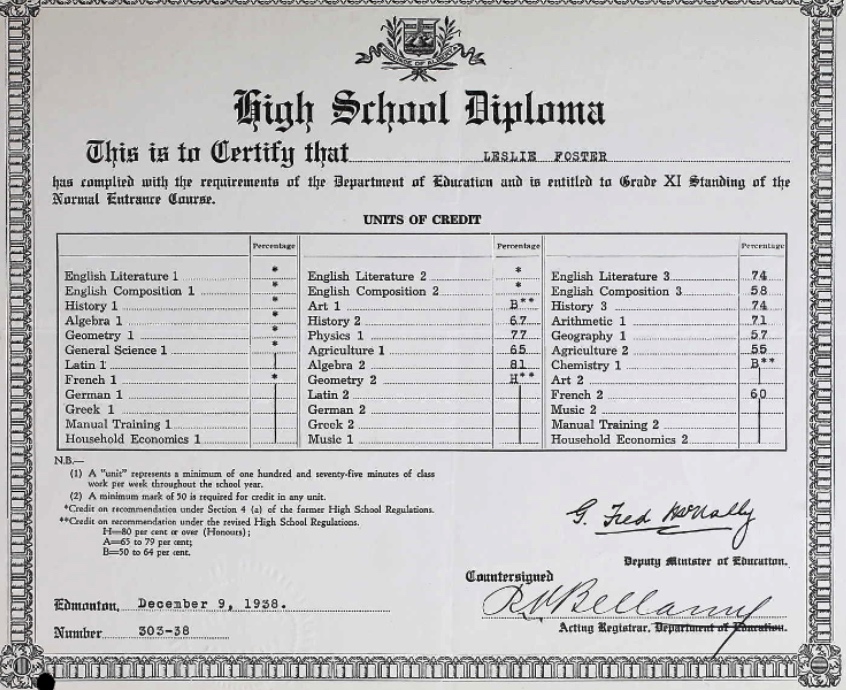 PROVINCE OF ALBERTA
High School Diploma
This is to Certify that LESLIE FOSTER
has complied with the requirements of the Department of Education and is entitled to Grade XI Standing of the
Normal Entrance Course.
UNITS OF CREDIT
Percentage Percentage Percentage
English Literature 1 * English Literature 2 * English Literature 3 74
English Composition 1 * English Composition 2 * English Composition 3 58
History 1 * Art 1 B** History 3 74
Algebra 1 * History 2 67 Arithmetic 1 71
Geometry 1 * Physics 1 77 Geography 1 57
General Science 1 * Agriculture 1 65 Agriculture 2 55
Latin 1 Algebra 2 81 Chemistry 1 B**
French 1 * Geometry 2 H** Art 2
German 1 Latin 2 French 2 60
Greek 1 German 2 Music 2
Manual Training 1 Greek 2 Manual Training 2
Household Economics 1 Music 1 Household Economics 2
N.B.—
(1) A "unit" represents a minimum of one hundred and seventy-five minutes of class
work per week throughout the school year.
(2) A minimum mark of 50 is required for credit in any unit.
*Credit on recommendation under Section 4 (a) of the former High School Regulations.
**Credit on recommendation under the revised High School Regulations.
H=80 per cent or over (Honours);
A=65 to 79 per cent;
B=50 to 64 per cent.
G. Fred McNally
Deputy Minister of Education.
Countersigned
Edmonton, December 9, 1938.
R W Bellamy
Acting Registrar, Department of Education.
Number 303-38